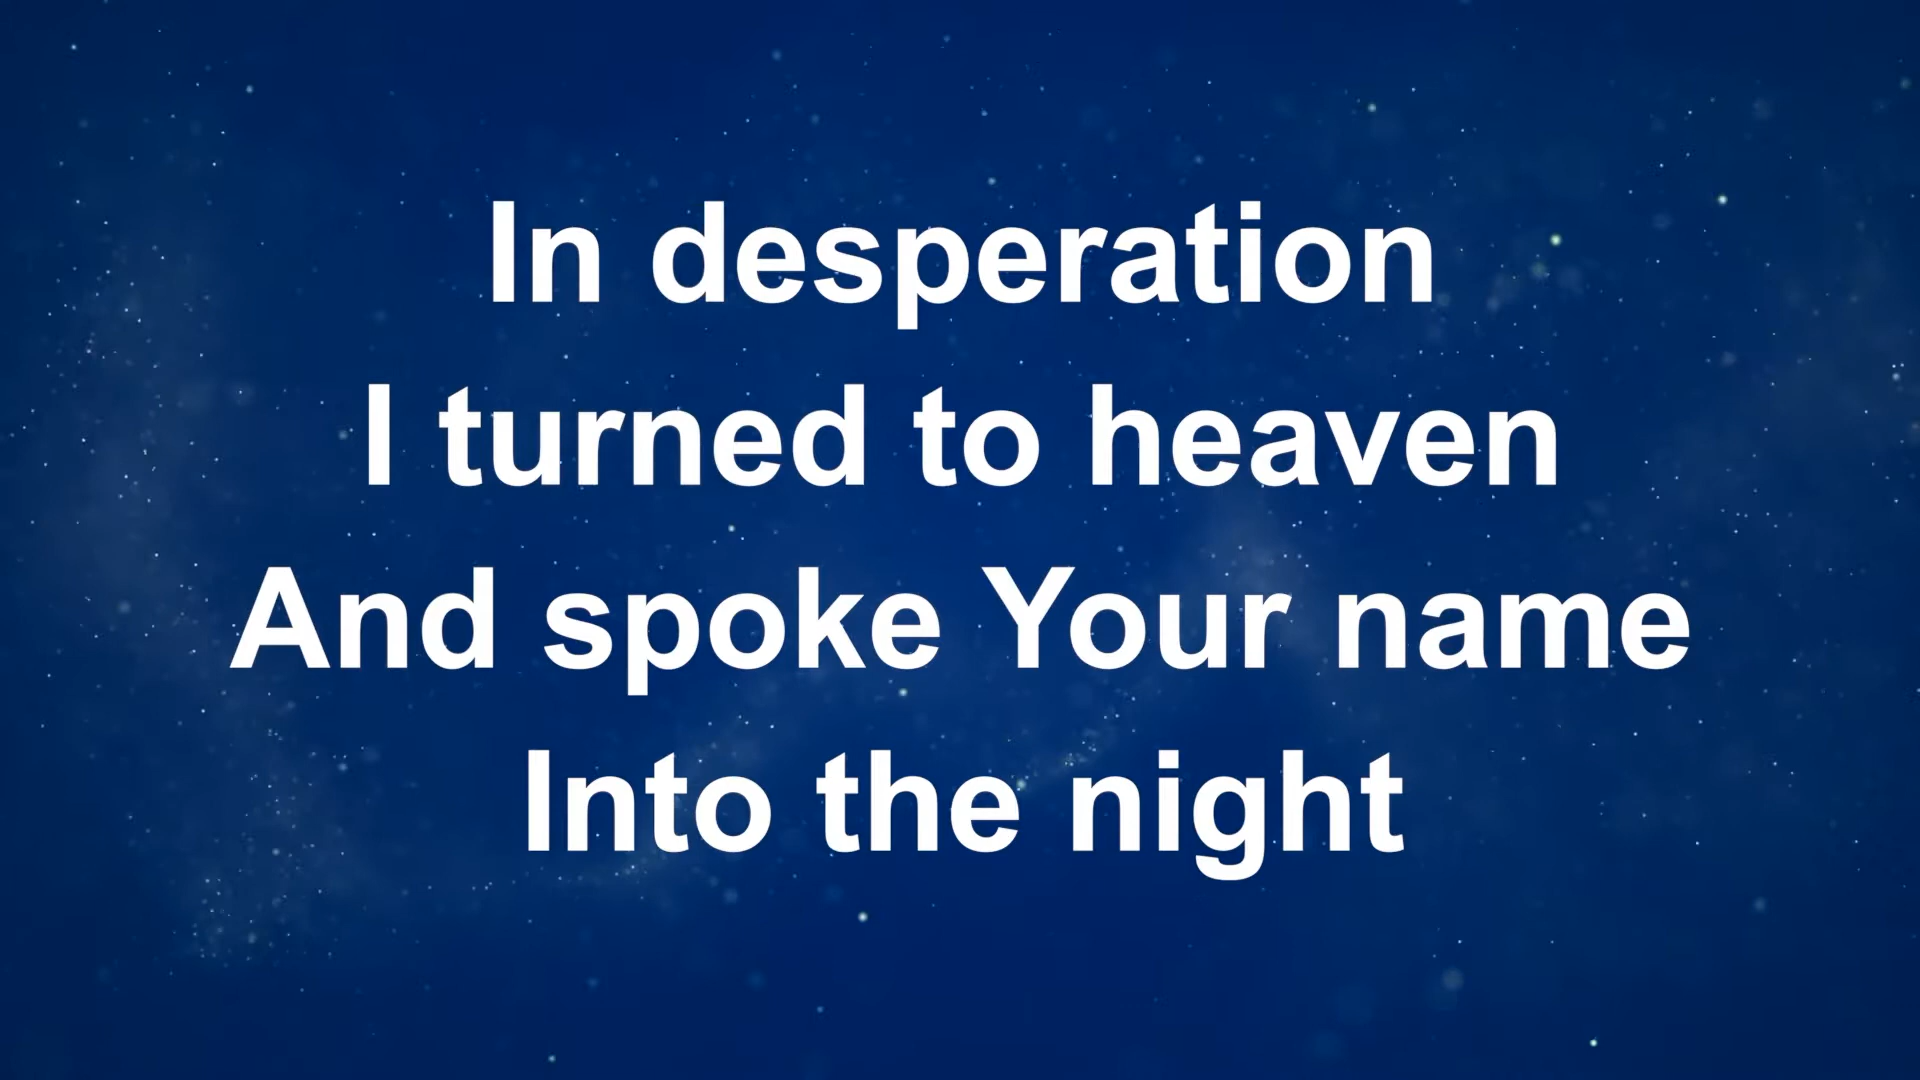 In desperation
I turned to heaven
And spoke Your name
Into the night